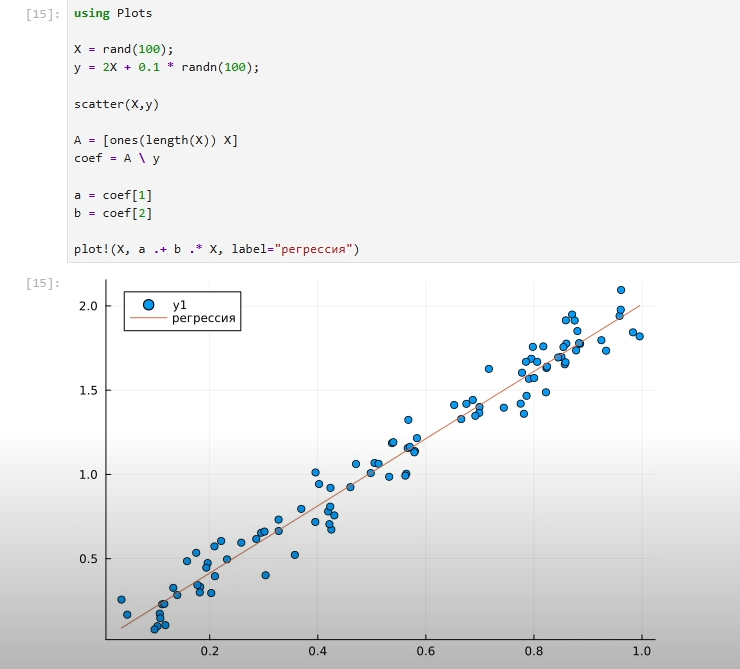 [15]:
using Plots
X = rand(100);
y = 2X + 0.1 * randn(100);
scatter(X,y)
A = [ones(length(X)) X]
coef = A \ y
a = coef[1]
b = coef[2]
plot!(X, a .+ b .* X, label="регрессия")
[15]:
y1
регрессия
2.0
1.5
1.0
0.5
0.2
0.4
0.6
0.8
1.0